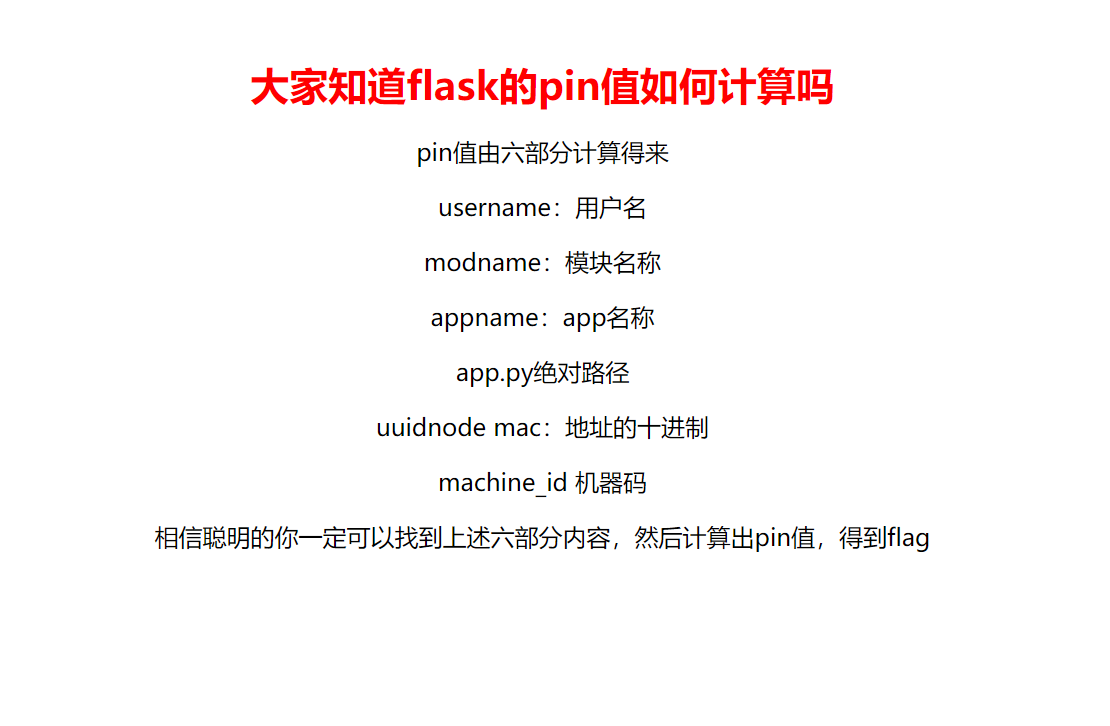 大家知道flask的pin值如何计算吗
pin值由六部分计算得来
username：用户名
modname：模块名称
appname：app名称
app.py绝对路径
uuidnode mac：地址的十进制
machine_id 机器码
相信聪明的你一定可以找到上述六部分内容，然后计算出pin值，得到flag